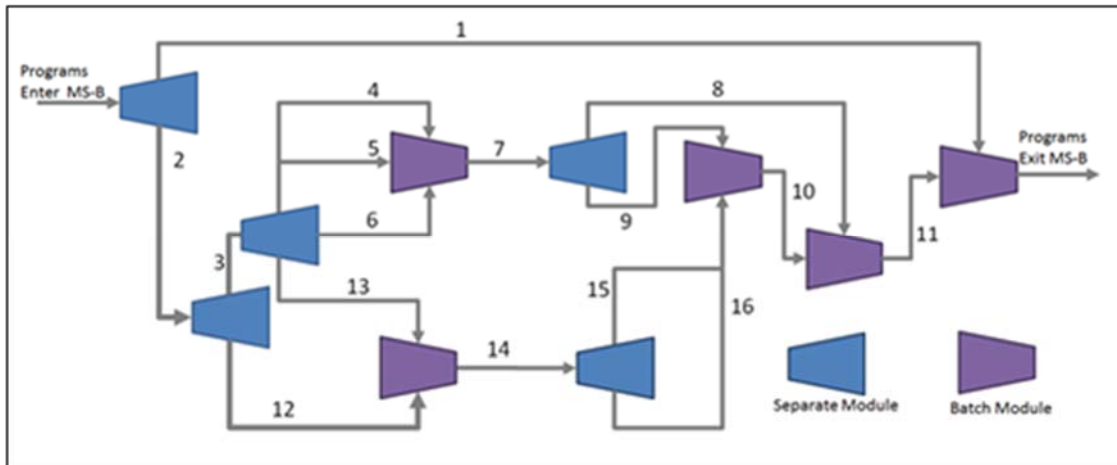 1
Programs
Enter MS-B
4
8
Programs
Exit MS-B
2
5
7
10
6
9
11
3
13
15
16
14
12
Separate Module
Batch Module